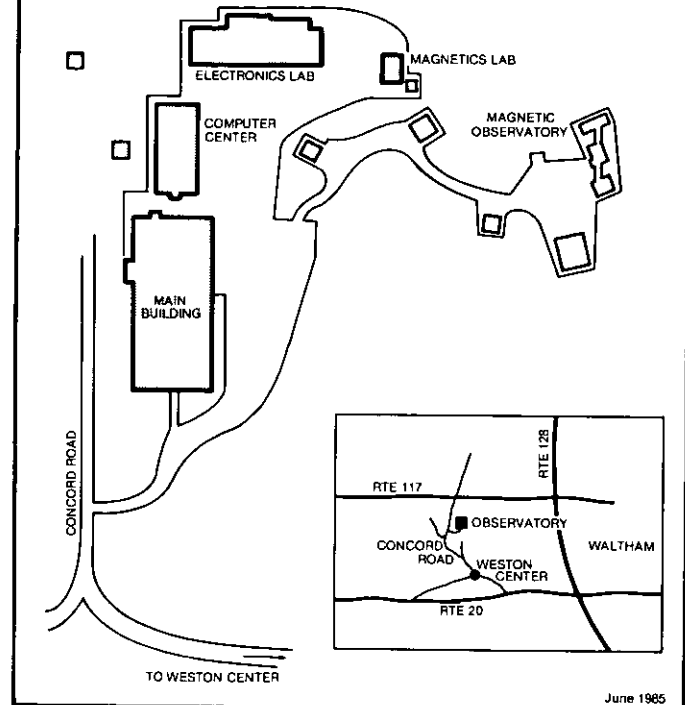 ELECTRONICS LAB
MAGNETICS LAB
COMPUTER
CENTER
MAGNETIC
OBSERVATORY
MAIN
BUILDING
CONCORD ROAD
TO WESTON CENTER
RTE 117
RTE 128
OBSERVATORY
CONCORD
ROAD
WALTHAM
WESTON
CENTER
RTE 20
June 1985